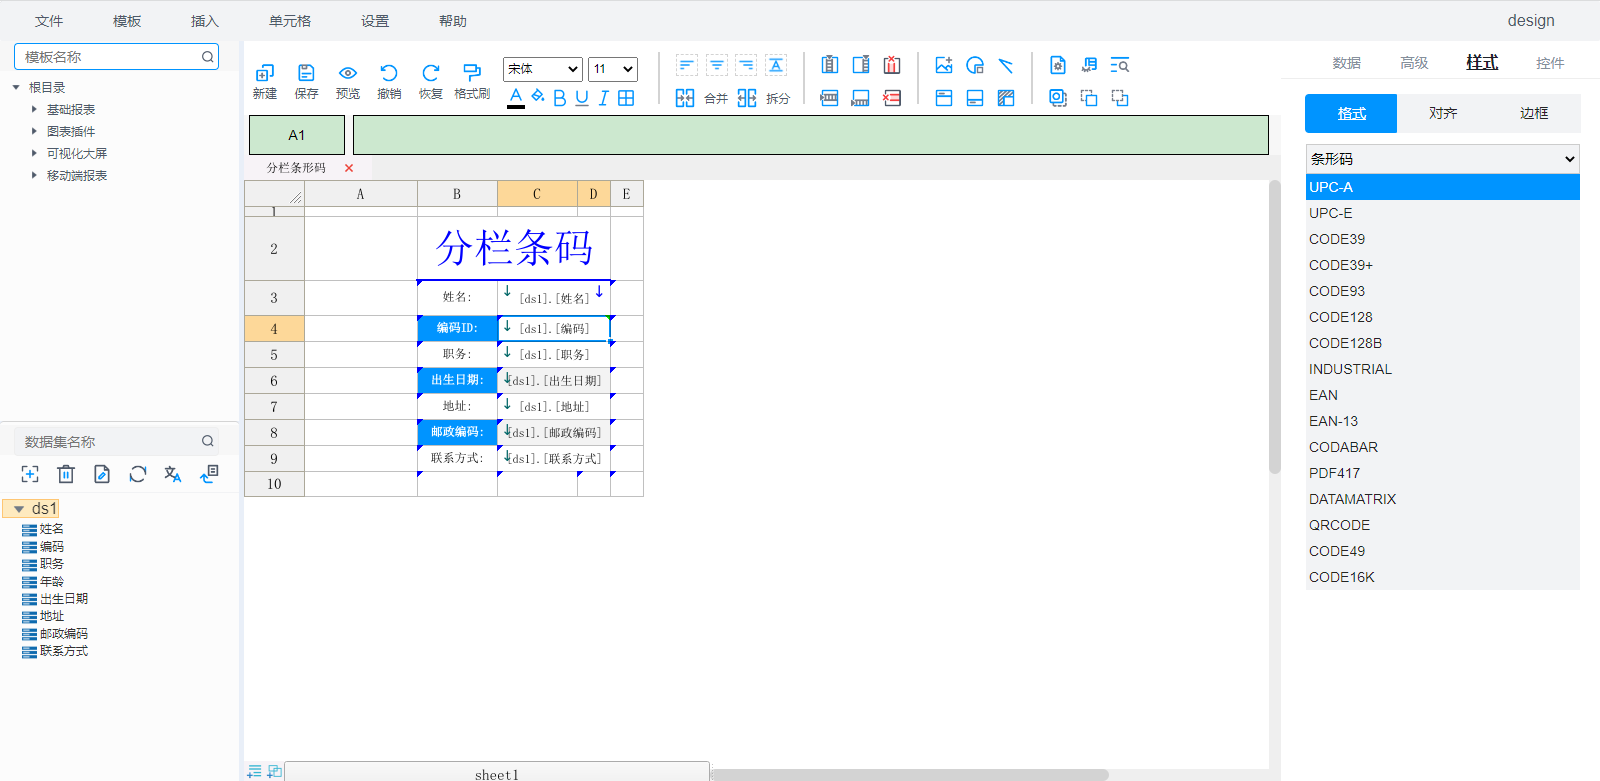 文件 模板 插入 单元格 设置 帮助 design
模板名称
根目录
基础报表
图表插件
可视化大屏
移动端报表
新建 保存 预览 撤销 恢复 格式刷
宋体 11
A B U I
合并 拆分
数据 高级 样式 控件
格式 对齐 边框
条形码
UPC-A
UPC-E
CODE39
CODE39+
CODE93
CODE128
CODE128B
INDUSTRIAL
EAN
EAN-13
CODABAR
PDF417
DATAMATRIX
QRCODE
CODE49
CODE16K
A1
分栏条形码
A B C D E
1
2 分栏条码
3 姓名: [ds1].[姓名]
4 编码ID: [ds1].[编码]
5 职务: [ds1].[职务]
6 出生日期: [ds1].[出生日期]
7 地址: [ds1].[地址]
8 邮政编码: [ds1].[邮政编码]
9 联系方式: [ds1].[联系方式]
10
数据集名称
ds1
姓名
编码
职务
年龄
出生日期
地址
邮政编码
联系方式
sheet1